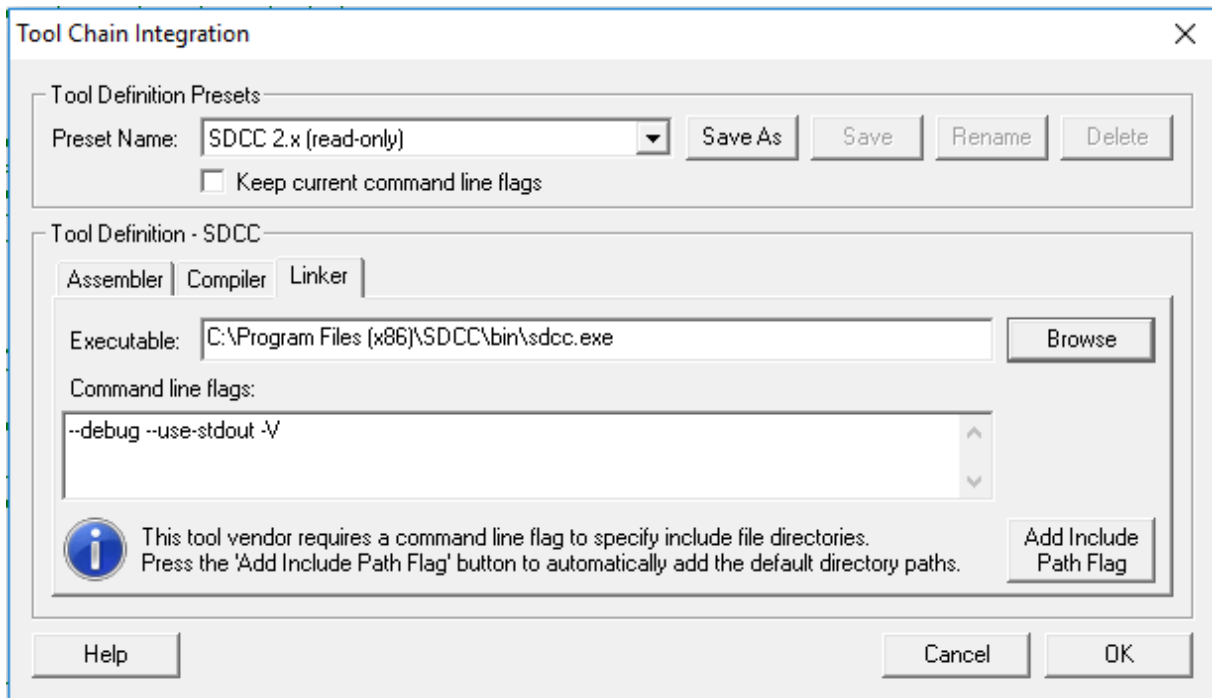 Tool Chain Integration
Tool Definition Presets
Preset Name: SDCC 2.x (read-only) Save As Save Rename Delete
Keep current command line flags
Tool Definition - SDCC
Assembler Compiler Linker
Executable: C:\Program Files (x86)\SDCC\bin\sdcc.exe Browse
Command line flags:
--debug --use-stdout -V
This tool vendor requires a command line flag to specify include file directories.
Press the 'Add Include Path Flag' button to automatically add the default directory paths.
Add Include
Path Flag
Help Cancel OK